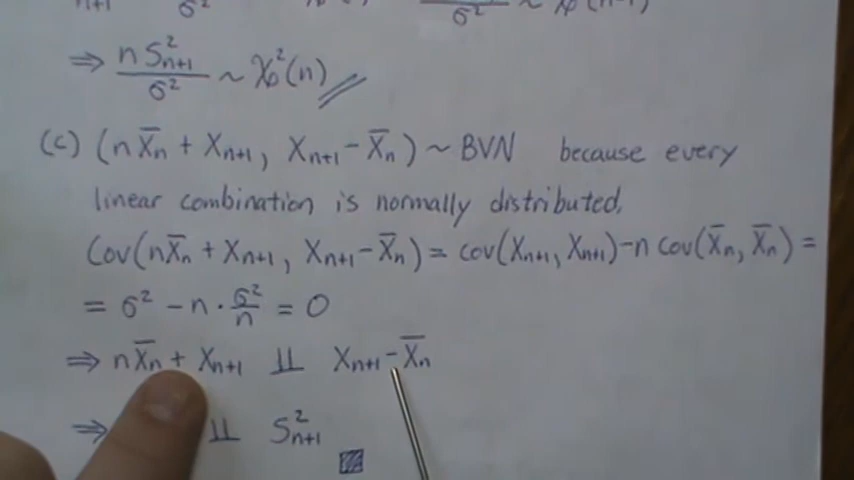 ⇒ nS²ₙ₊₁/σ² ~ χ²(n) //
(c) (nX̄ₙ + Xₙ₊₁, Xₙ₊₁ − X̄ₙ) ~ BVN because every
linear combination is normally distributed.
Cov(nX̄ₙ + Xₙ₊₁, Xₙ₊₁ − X̄ₙ) = cov(Xₙ₊₁, Xₙ₊₁) − n cov(X̄ₙ, X̄ₙ) =
= σ² − n · σ²/n = 0
⇒ nX̄ₙ + Xₙ₊₁ ⫫ Xₙ₊₁ − X̄ₙ
⇒ ⫫ S²ₙ₊₁